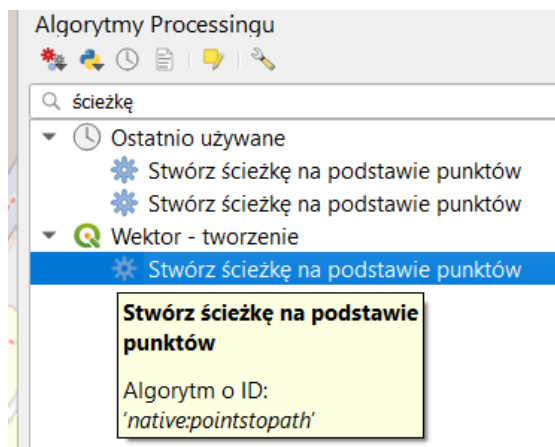 Algorytmy Processingu
ścieżkę
Ostatnio używane
Stwórz ścieżkę na podstawie punktów
Stwórz ścieżkę na podstawie punktów
Wektor - tworzenie
Stwórz ścieżkę na podstawie punktów
Stwórz ścieżkę na podstawie
punktów
Algorytm o ID:
'native:pointstopath'